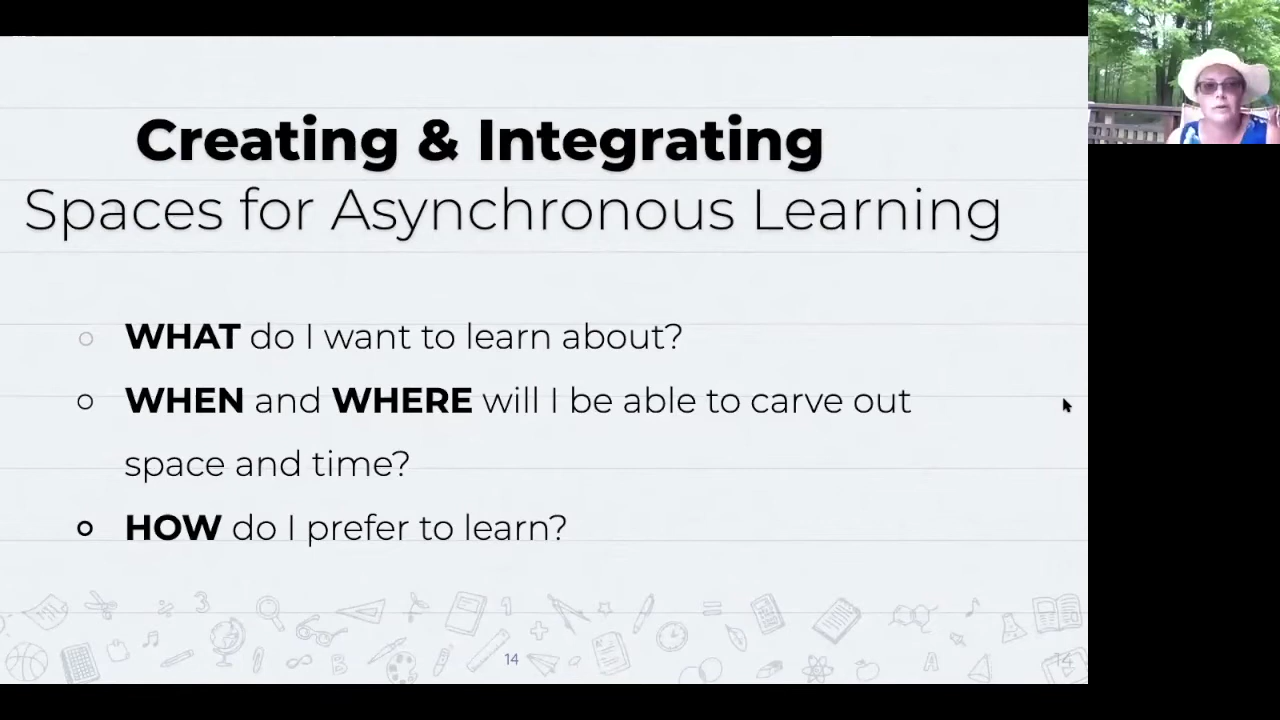 Creating & Integrating
Spaces for Asynchronous Learning
WHAT do I want to learn about?
WHEN and WHERE will I be able to carve out
space and time?
HOW do I prefer to learn?
14
14